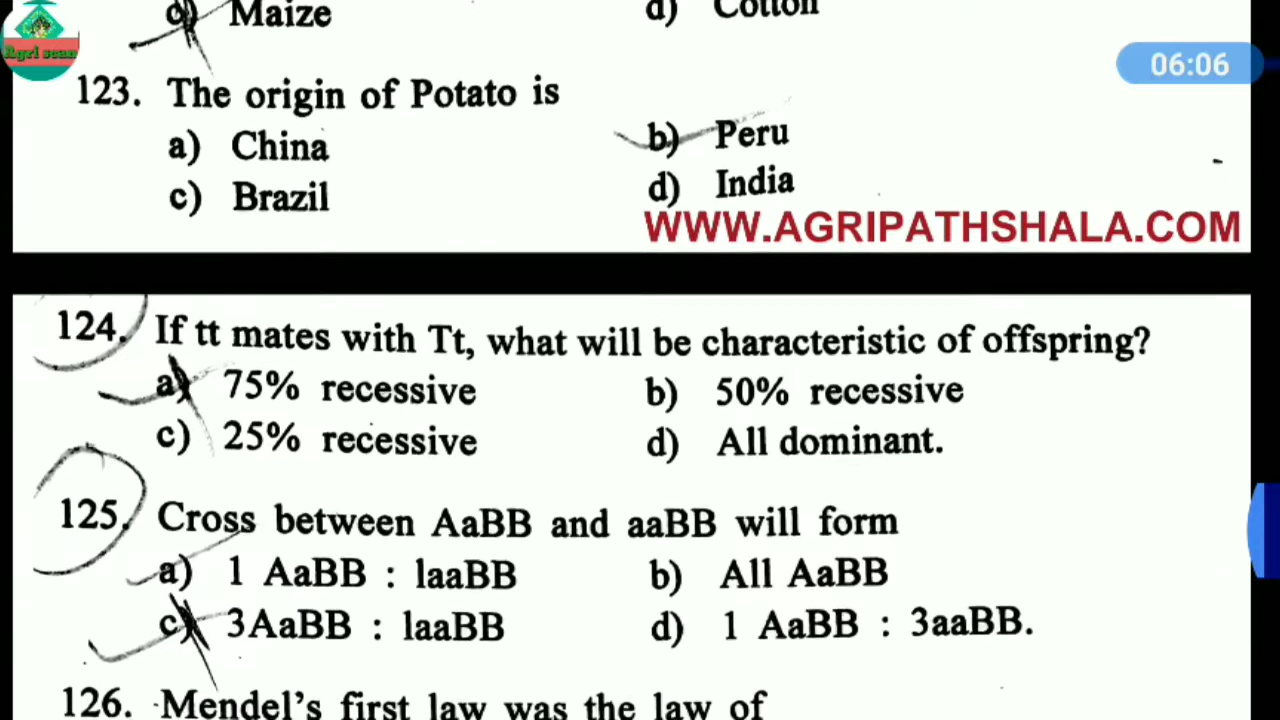 c) Maize d) Cotton
Agri scan
06:06
123. The origin of Potato is
a) China b) Peru
c) Brazil d) India
WWW.AGRIPATHSHALA.COM
124. If tt mates with Tt, what will be characteristic of offspring?
a) 75% recessive b) 50% recessive
c) 25% recessive d) All dominant.
125. Cross between AaBB and aaBB will form
a) 1 AaBB : laaBB b) All AaBB
c) 3AaBB : laaBB d) 1 AaBB : 3aaBB.
126. Mendel's first law was the law of